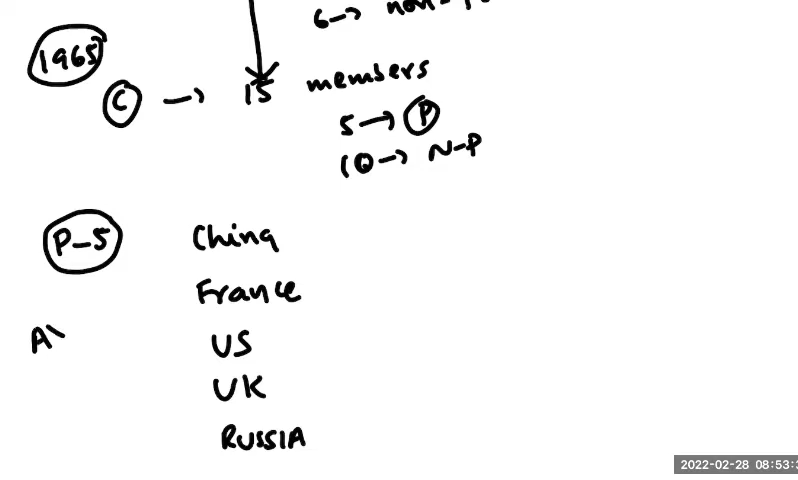 6 → non-
1965
C → 15 members
5 → P
10 → N-P
P-5 China
France
A
US
UK
RUSSIA
2022-02-28 08:53: